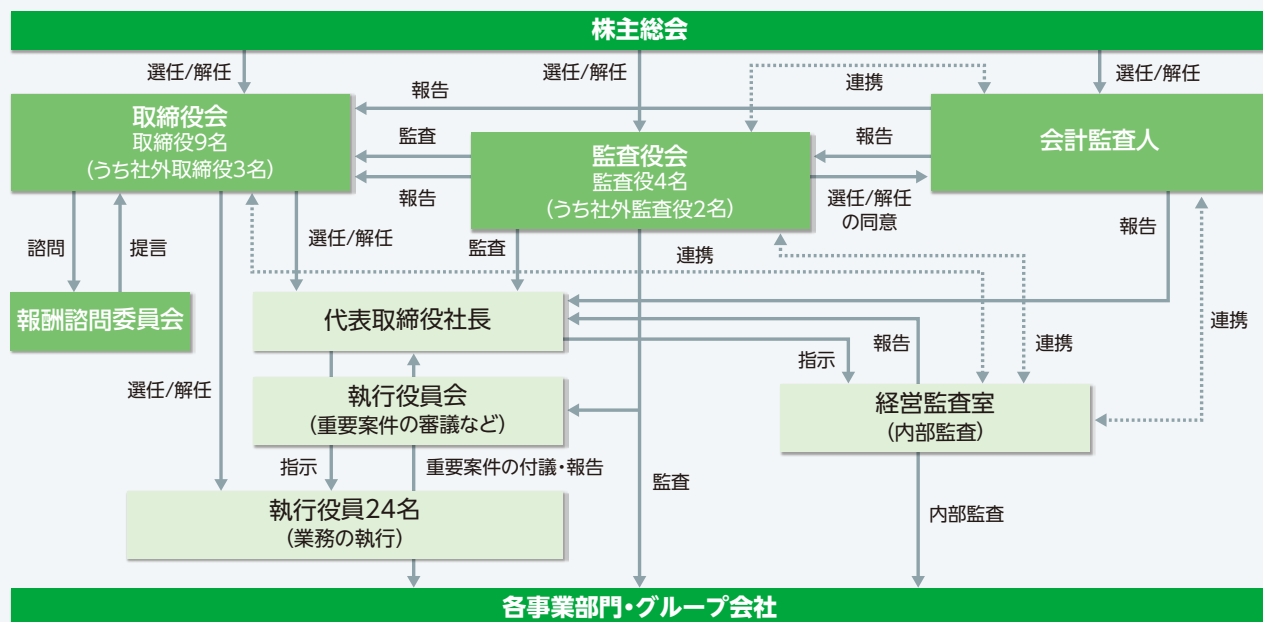 株主総会
選任/解任
選任/解任
連携
選任/解任
報告
取締役会
取締役9名
(うち社外取締役3名)
監査
報告
監査役会
監査役4名
(うち社外監査役2名)
報告
選任/解任
の同意
会計監査人
諮問
提言
選任/解任
監査
連携
報告
報酬諮問委員会
代表取締役社長
報告
連携
連携
指示
選任/解任
執行役員会
(重要案件の審議など)
経営監査室
(内部監査)
指示
重要案件の付議・報告
監査
執行役員24名
(業務の執行)
内部監査
各事業部門・グループ会社